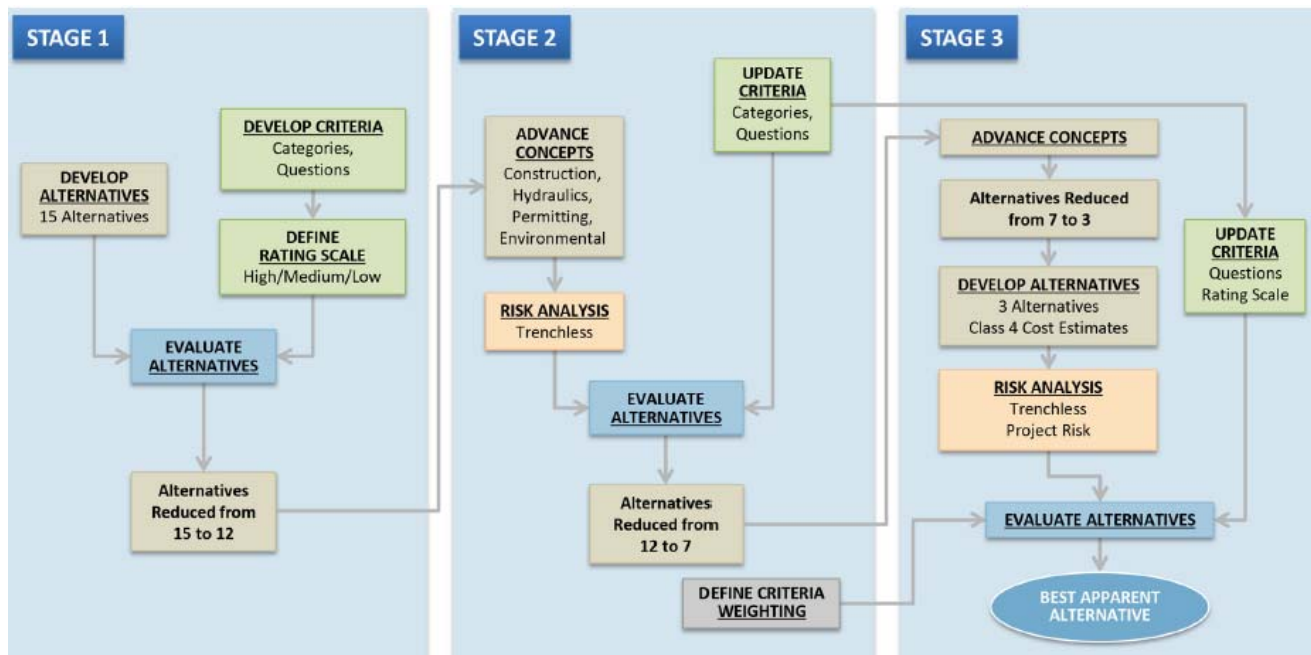 STAGE 1
DEVELOP CRITERIA
Categories,
Questions
DEVELOP
ALTERNATIVES
15 Alternatives
DEFINE
RATING SCALE
High/Medium/Low
EVALUATE
ALTERNATIVES
Alternatives
Reduced from
15 to 12
STAGE 2
UPDATE
CRITERIA
Categories,
Questions
ADVANCE
CONCEPTS
Construction,
Hydraulics,
Permitting,
Environmental
RISK ANALYSIS
Trenchless
EVALUATE
ALTERNATIVES
Alternatives
Reduced from
12 to 7
DEFINE CRITERIA
WEIGHTING
STAGE 3
ADVANCE CONCEPTS
Alternatives Reduced
from 7 to 3
UPDATE
CRITERIA
Questions
Rating Scale
DEVELOP ALTERNATIVES
3 Alternatives
Class 4 Cost Estimates
RISK ANALYSIS
Trenchless
Project Risk
EVALUATE ALTERNATIVES
BEST APPARENT
ALTERNATIVE